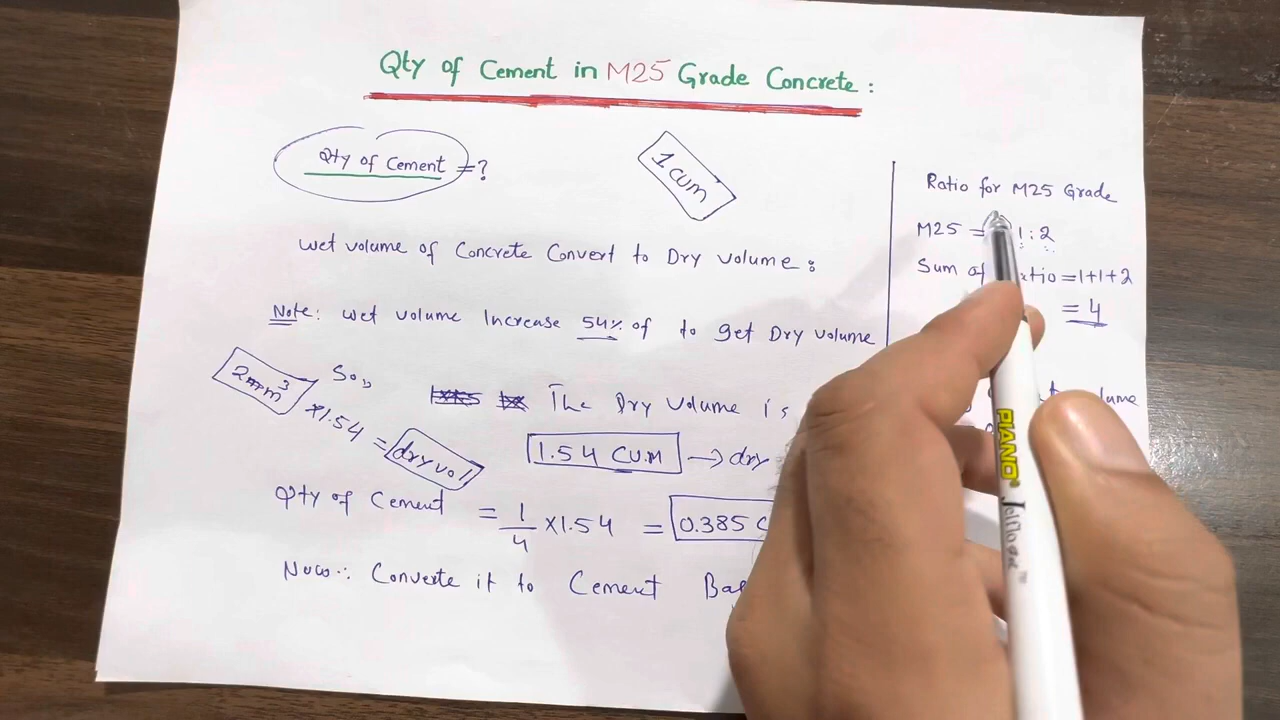 Qty of Cement in M25 Grade Concrete :
Qty of Cement = ?
1 CUM
Ratio for M25 Grade
M25 = 1 : 2
Sum of = 1+1+2
= 4
Wet volume of Concrete Convert to Dry volume :
Note : Wet volume Increase 54% of to get Dry volume
2mm³ × 1.54 = dry vol
So,,
The Dry Volume is
1.54 CUM → dry
Qty of Cement = 1/4 × 1.54 = 0.385 C
Now ∴ Converte it to Cement
PIANO